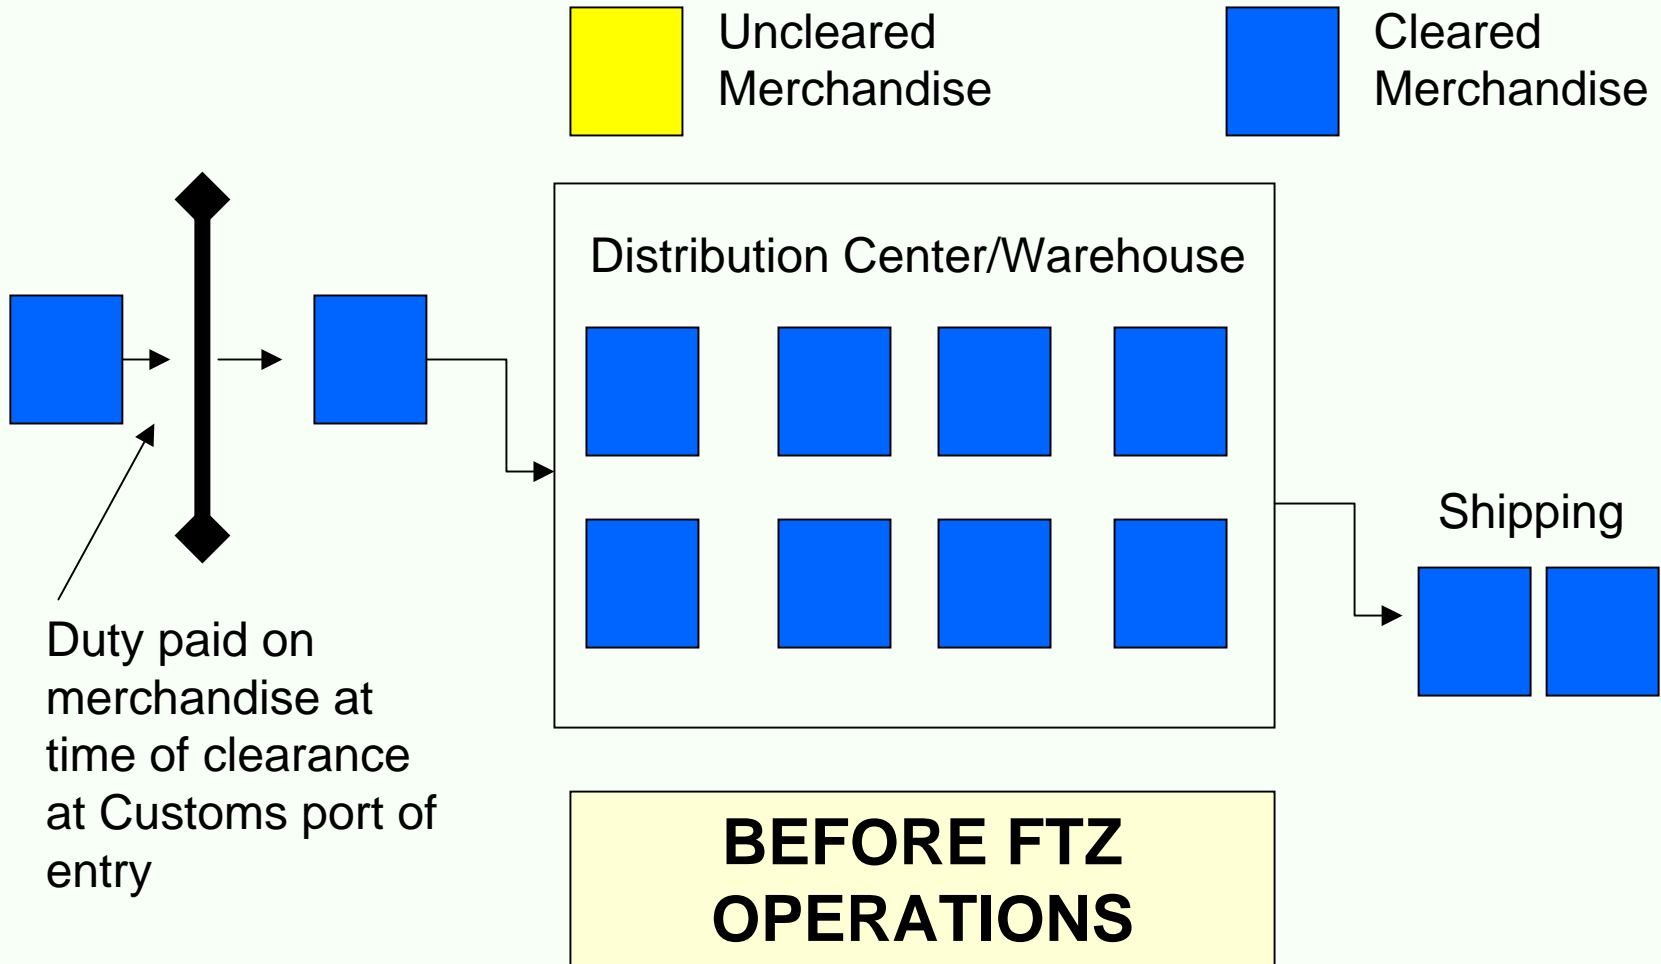 Uncleared
Merchandise
Cleared
Merchandise
Distribution Center/Warehouse
Shipping
Duty paid on
merchandise at
time of clearance
at Customs port of
entry
BEFORE FTZ
OPERATIONS